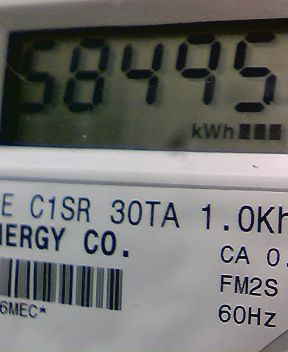 58495
kWh
E C1SR 30TA 1.0Kh
NERGY CO.
CA 0.
FM2S
6MEC* 60Hz